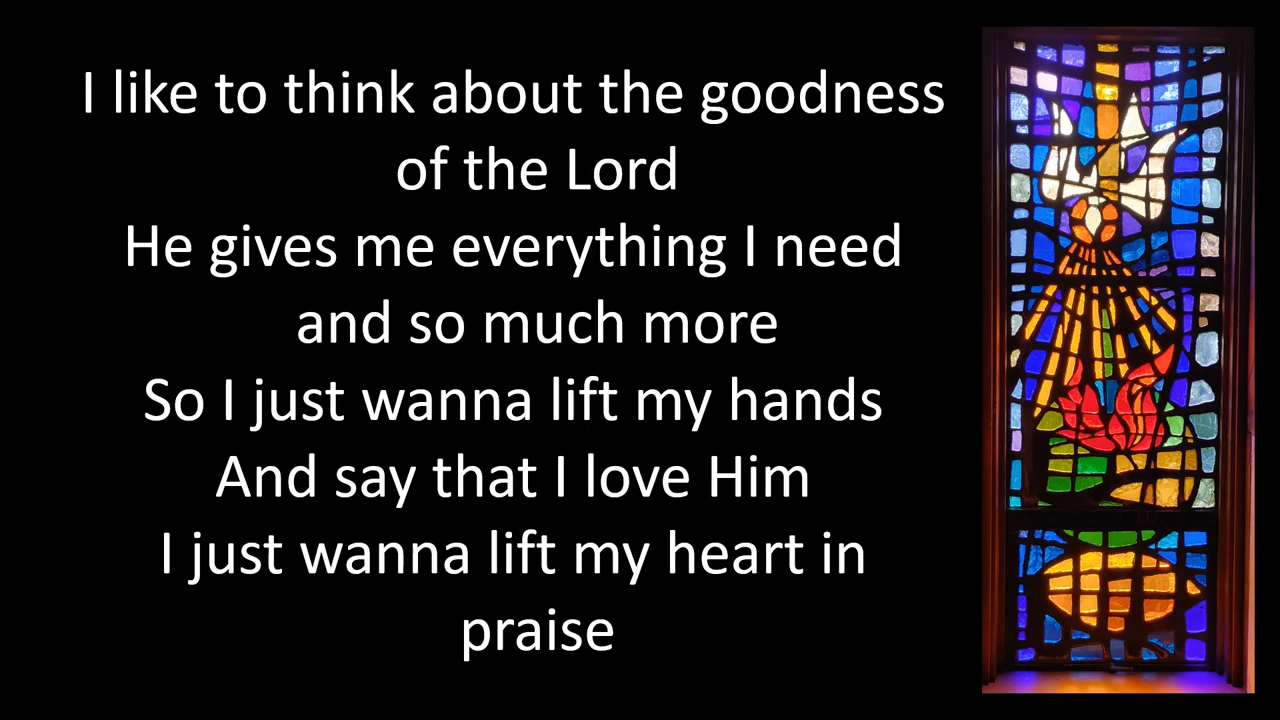 I like to think about the goodness
of the Lord
He gives me everything I need
and so much more
So I just wanna lift my hands
And say that I love Him
I just wanna lift my heart in
praise